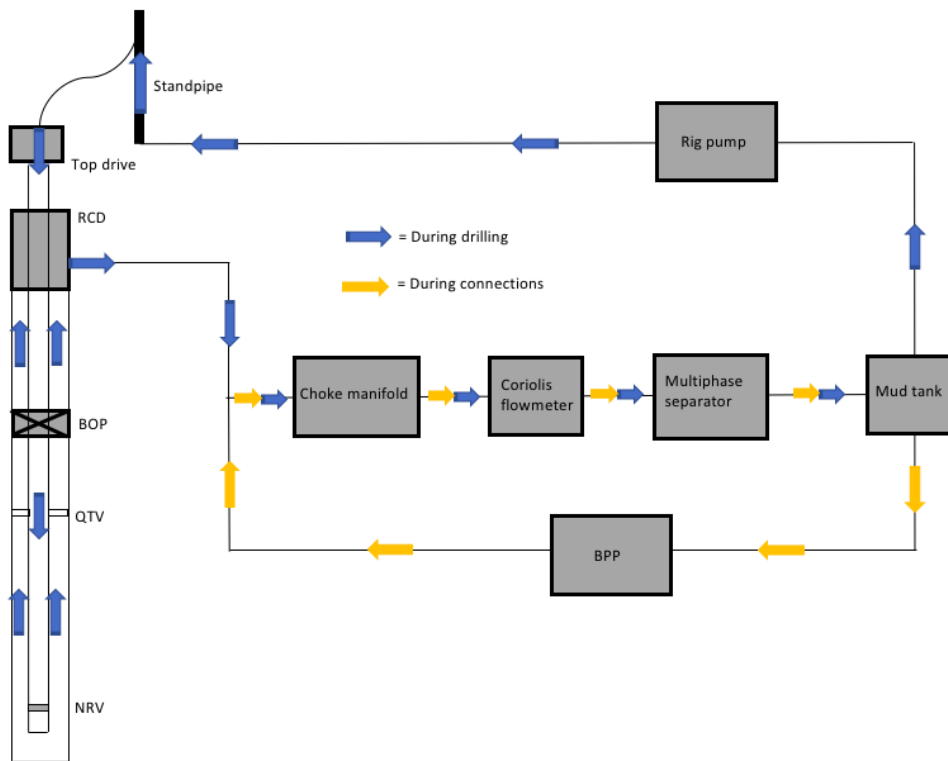 Standpipe
Rig pump
Top drive
RCD
= During drilling
= During connections
Choke manifold
Coriolis
flowmeter
Multiphase
separator
Mud tank
BOP
QTV
BPP
NRV